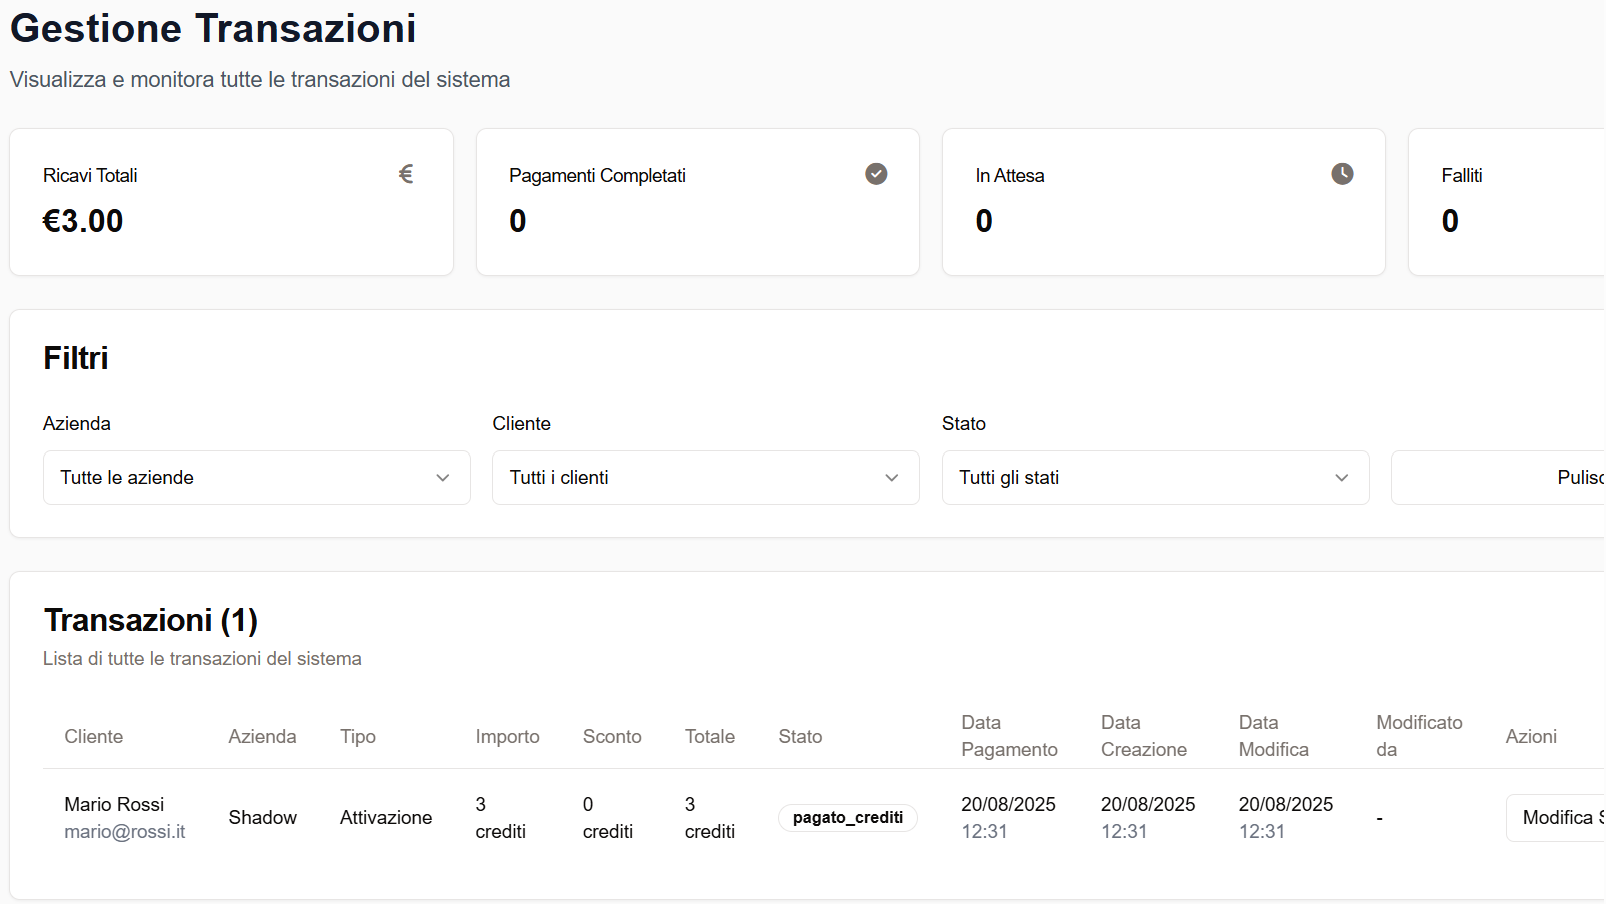 Gestione Transazioni
Visualizza e monitora tutte le transazioni del sistema
Ricavi Totali
€3.00
Pagamenti Completati
0
In Attesa
0
Falliti
0
Filtri
Azienda
Cliente
Stato
Tutte le aziende
Tutti i clienti
Tutti gli stati
Transazioni (1)
Lista di tutte le transazioni del sistema
Cliente Azienda Tipo Importo Sconto Totale Stato Data Pagamento Data Creazione Data Modifica Modificato da Azioni
Mario Rossi
mario@rossi.it
Shadow
Attivazione
3 crediti
0 crediti
3 crediti
pagato_crediti
20/08/2025
12:31
20/08/2025
12:31
20/08/2025
12:31
-
Modifica